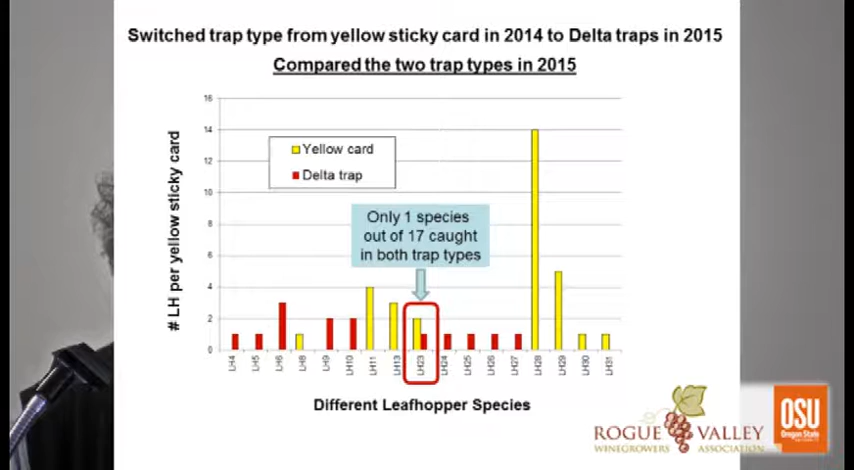 Switched trap type from yellow sticky card in 2014 to Delta traps in 2015
Compared the two trap types in 2015
# LH per yellow sticky card
16
14
12
10
8
6
4
2
0
Yellow card
Delta trap
Only 1 species
out of 17 caught
in both trap types
LH4
LH5
LH6
LH8
LH9
LH10
LH11
LH13
LH23
LH24
LH25
LH26
LH27
LH28
LH29
LH30
LH31
Different Leafhopper Species
ROGUE VALLEY
WINEGROWERS ASSOCIATION
OSU
Oregon State